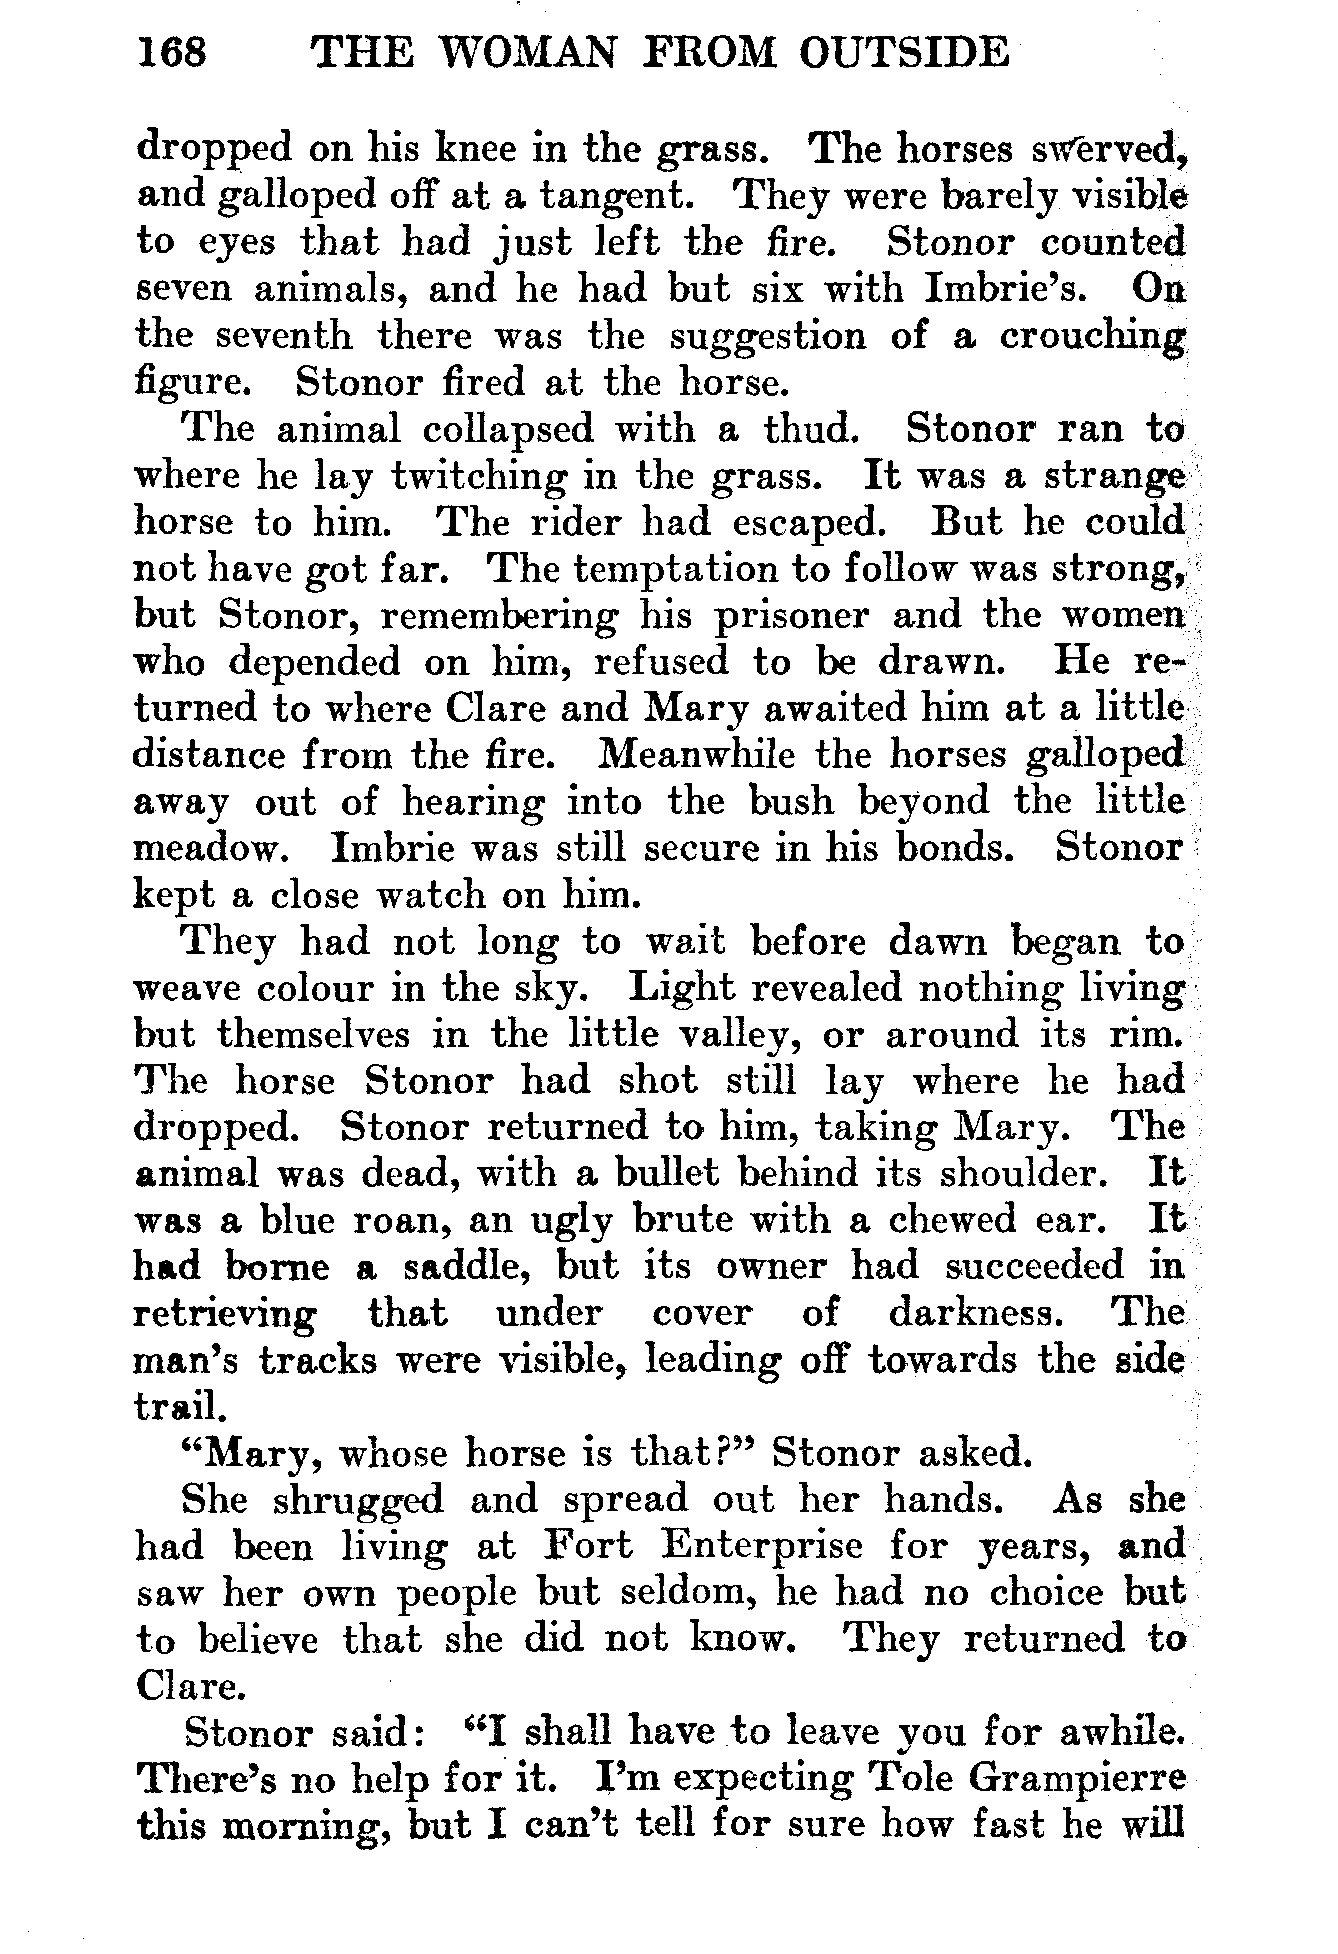 168 THE WOMAN FROM OUTSIDE
dropped on his knee in the grass. The horses swerved,
and galloped off at a tangent. They were barely visible
to eyes that had just left the fire. Stonor counted
seven animals, and he had but six with Imbrie’s. On
the seventh there was the suggestion of a crouching
figure. Stonor fired at the horse.
The animal collapsed with a thud. Stonor ran to
where he lay twitching in the grass. It was a strange
horse to him. The rider had escaped. But he could
not have got far. The temptation to follow was strong,
but Stonor, remembering his prisoner and the women
who depended on him, refused to be drawn. He re-
turned to where Clare and Mary awaited him at a little
distance from the fire. Meanwhile the horses galloped
away out of hearing into the bush beyond the little
meadow. Imbrie was still secure in his bonds. Stonor
kept a close watch on him.
They had not long to wait before dawn began to
weave colour in the sky. Light revealed nothing living
but themselves in the little valley, or around its rim.
The horse Stonor had shot still lay where he had
dropped. Stonor returned to him, taking Mary. The
animal was dead, with a bullet behind its shoulder. It
was a blue roan, an ugly brute with a chewed ear. It
had borne a saddle, but its owner had succeeded in
retrieving that under cover of darkness. The
man’s tracks were visible, leading off towards the side
trail.
“Mary, whose horse is that?” Stonor asked.
She shrugged and spread out her hands. As she
had been living at Fort Enterprise for years, and
saw her own people but seldom, he had no choice but
to believe that she did not know. They returned to
Clare.
Stonor said: “I shall have to leave you for awhile.
There’s no help for it. I’m expecting Tole Grampierre
this morning, but I can’t tell for sure how fast he will